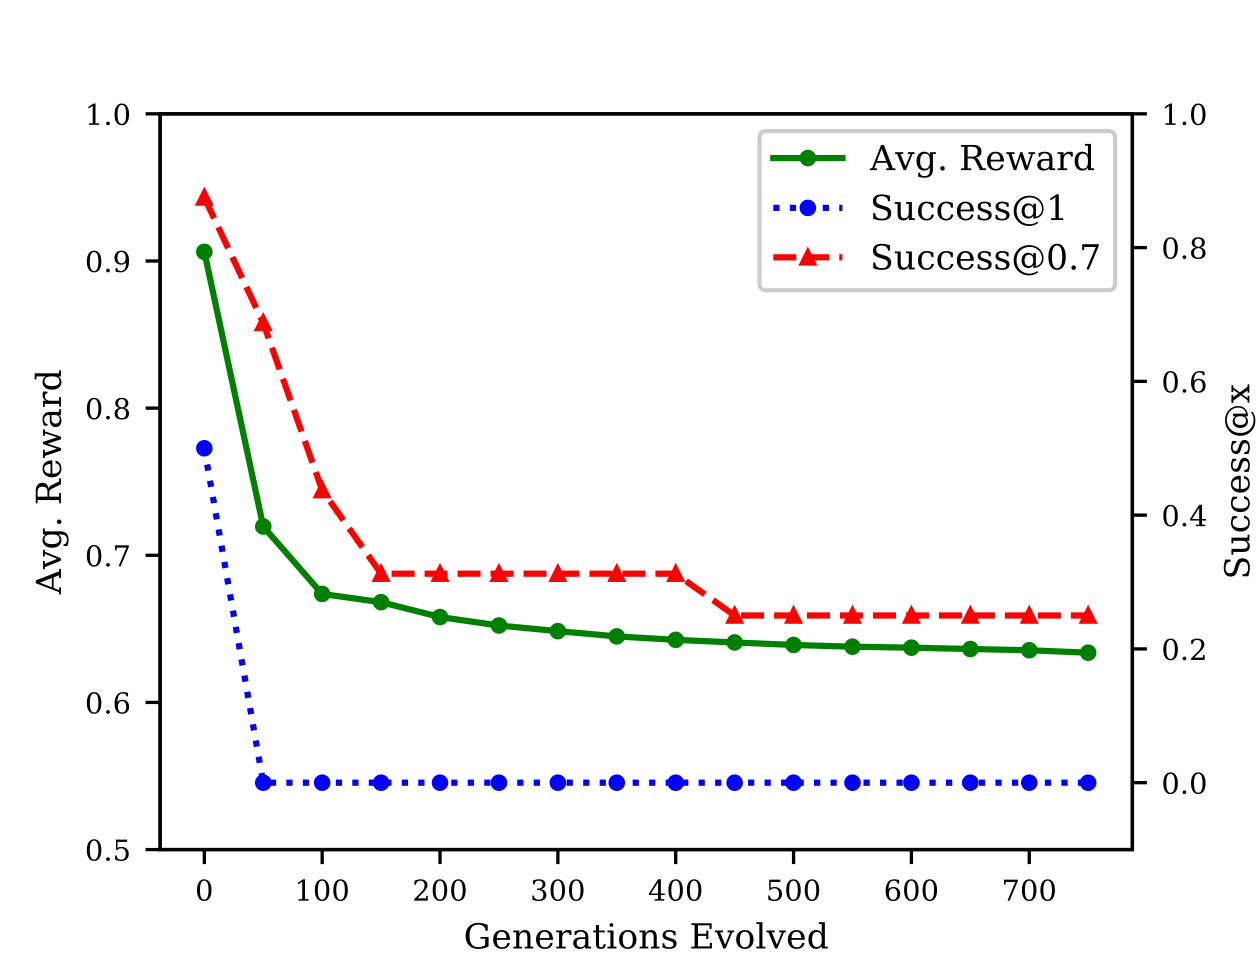 Avg. Reward
Success@1
Success@0.7
1.0
0.9
0.8
0.7
0.6
0.5
Avg. Reward
1.0
0.8
0.6
0.4
0.2
0.0
Success@x
0 100 200 300 400 500 600 700
Generations Evolved